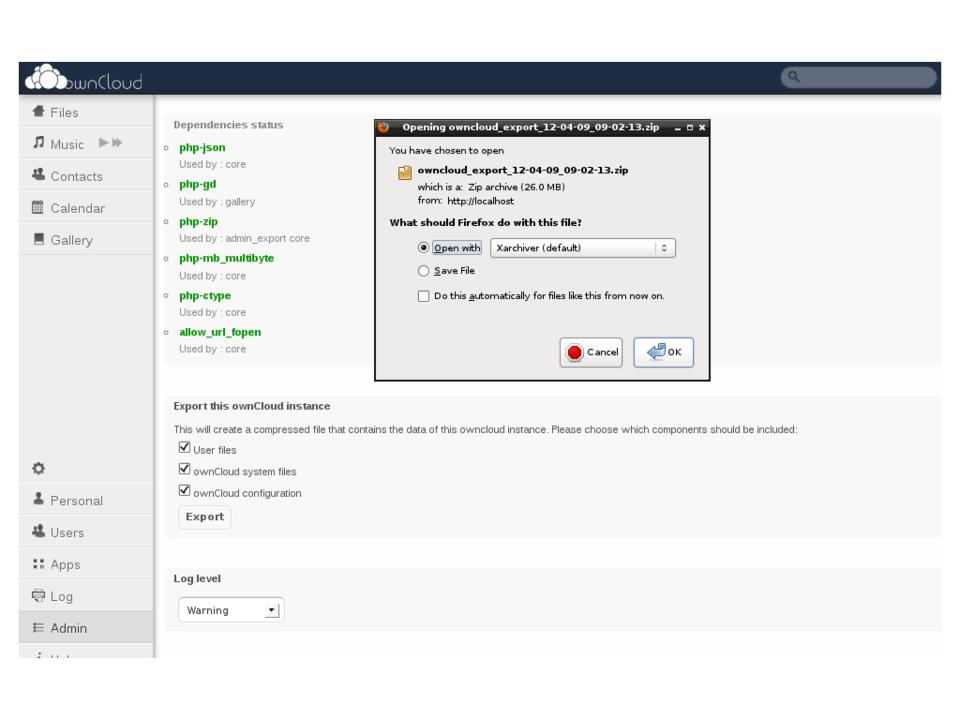 ownCloud
Files
Music
Contacts
Calendar
Gallery
Personal
Users
Apps
Log
Admin
Dependencies status
php-json
Used by : core
php-gd
Used by : gallery
php-zip
Used by : admin_export core
php-mb_multibyte
Used by : core
php-ctype
Used by : core
allow_url_fopen
Used by : core
Opening owncloud_export_12-04-09_09-02-13.zip
You have chosen to open
owncloud_export_12-04-09_09-02-13.zip
which is a: Zip archive (26.0 MB)
from: http://localhost
What should Firefox do with this file?
Open with Xarchiver (default)
Save File
Do this automatically for files like this from now on.
Cancel OK
Export this ownCloud instance
This will create a compressed file that contains the data of this owncloud instance. Please choose which components should be included:
User files
ownCloud system files
ownCloud configuration
Export
Log level
Warning